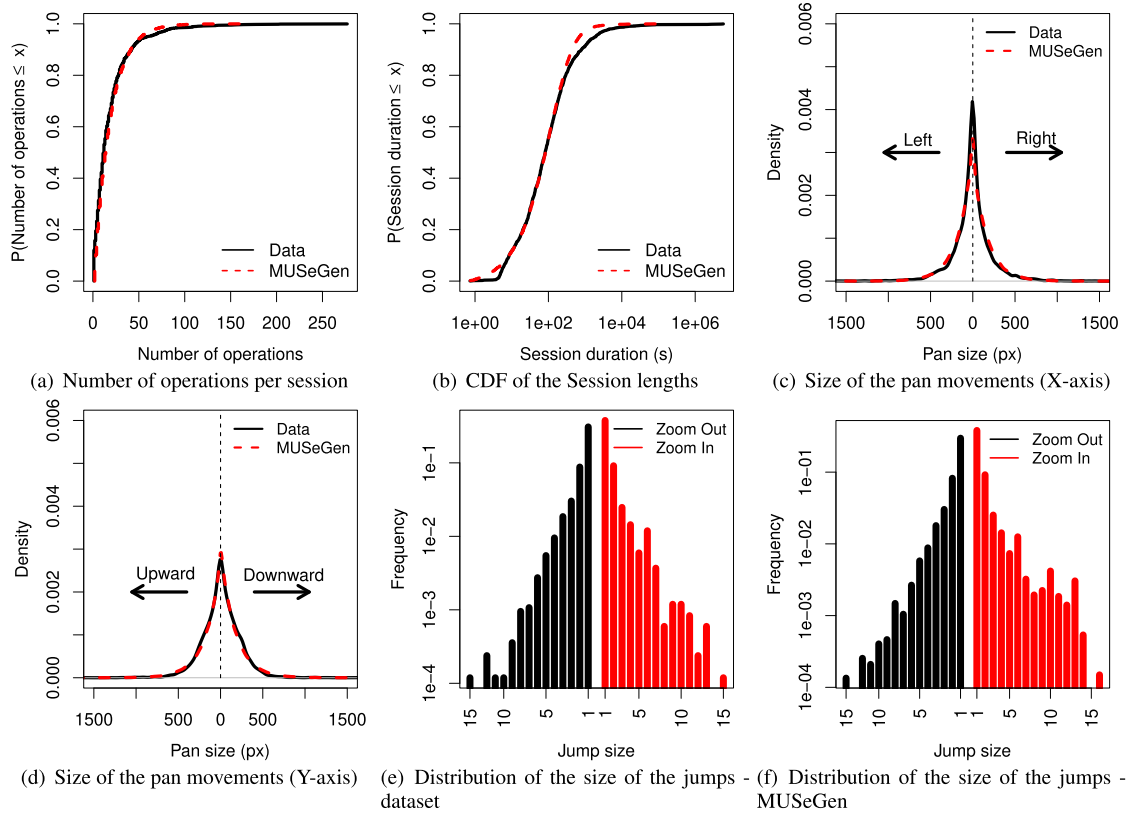 P(Number of operations ≤ x)
0.0 0.2 0.4 0.6 0.8 1.0
Data
MUSeGen
0 50 100 150 200 250
Number of operations
(a) Number of operations per session
P(Session duration ≤ x)
0.0 0.2 0.4 0.6 0.8 1.0
Data
MUSeGen
1e+00 1e+02 1e+04 1e+06
Session duration (s)
(b) CDF of the Session lengths
Density
0.000 0.002 0.004 0.006
Data
MUSeGen
Left Right
1500 500 0 500 1500
Pan size (px)
(c) Size of the pan movements (X-axis)
Density
0.000 0.002 0.004 0.006
Data
MUSeGen
Upward Downward
1500 500 0 500 1500
Pan size (px)
(d) Size of the pan movements (Y-axis)
Frequency
1e-04 1e-03 1e-02 1e-1
Zoom Out
Zoom In
15 10 5 1 1 5 10 15
Jump size
(e) Distribution of the size of the jumps -
dataset
Frequency
1e-04 1e-03 1e-02 1e-01
Zoom Out
Zoom In
15 10 5 1 1 5 10 15
Jump size
(f) Distribution of the size of the jumps -
MUSeGen